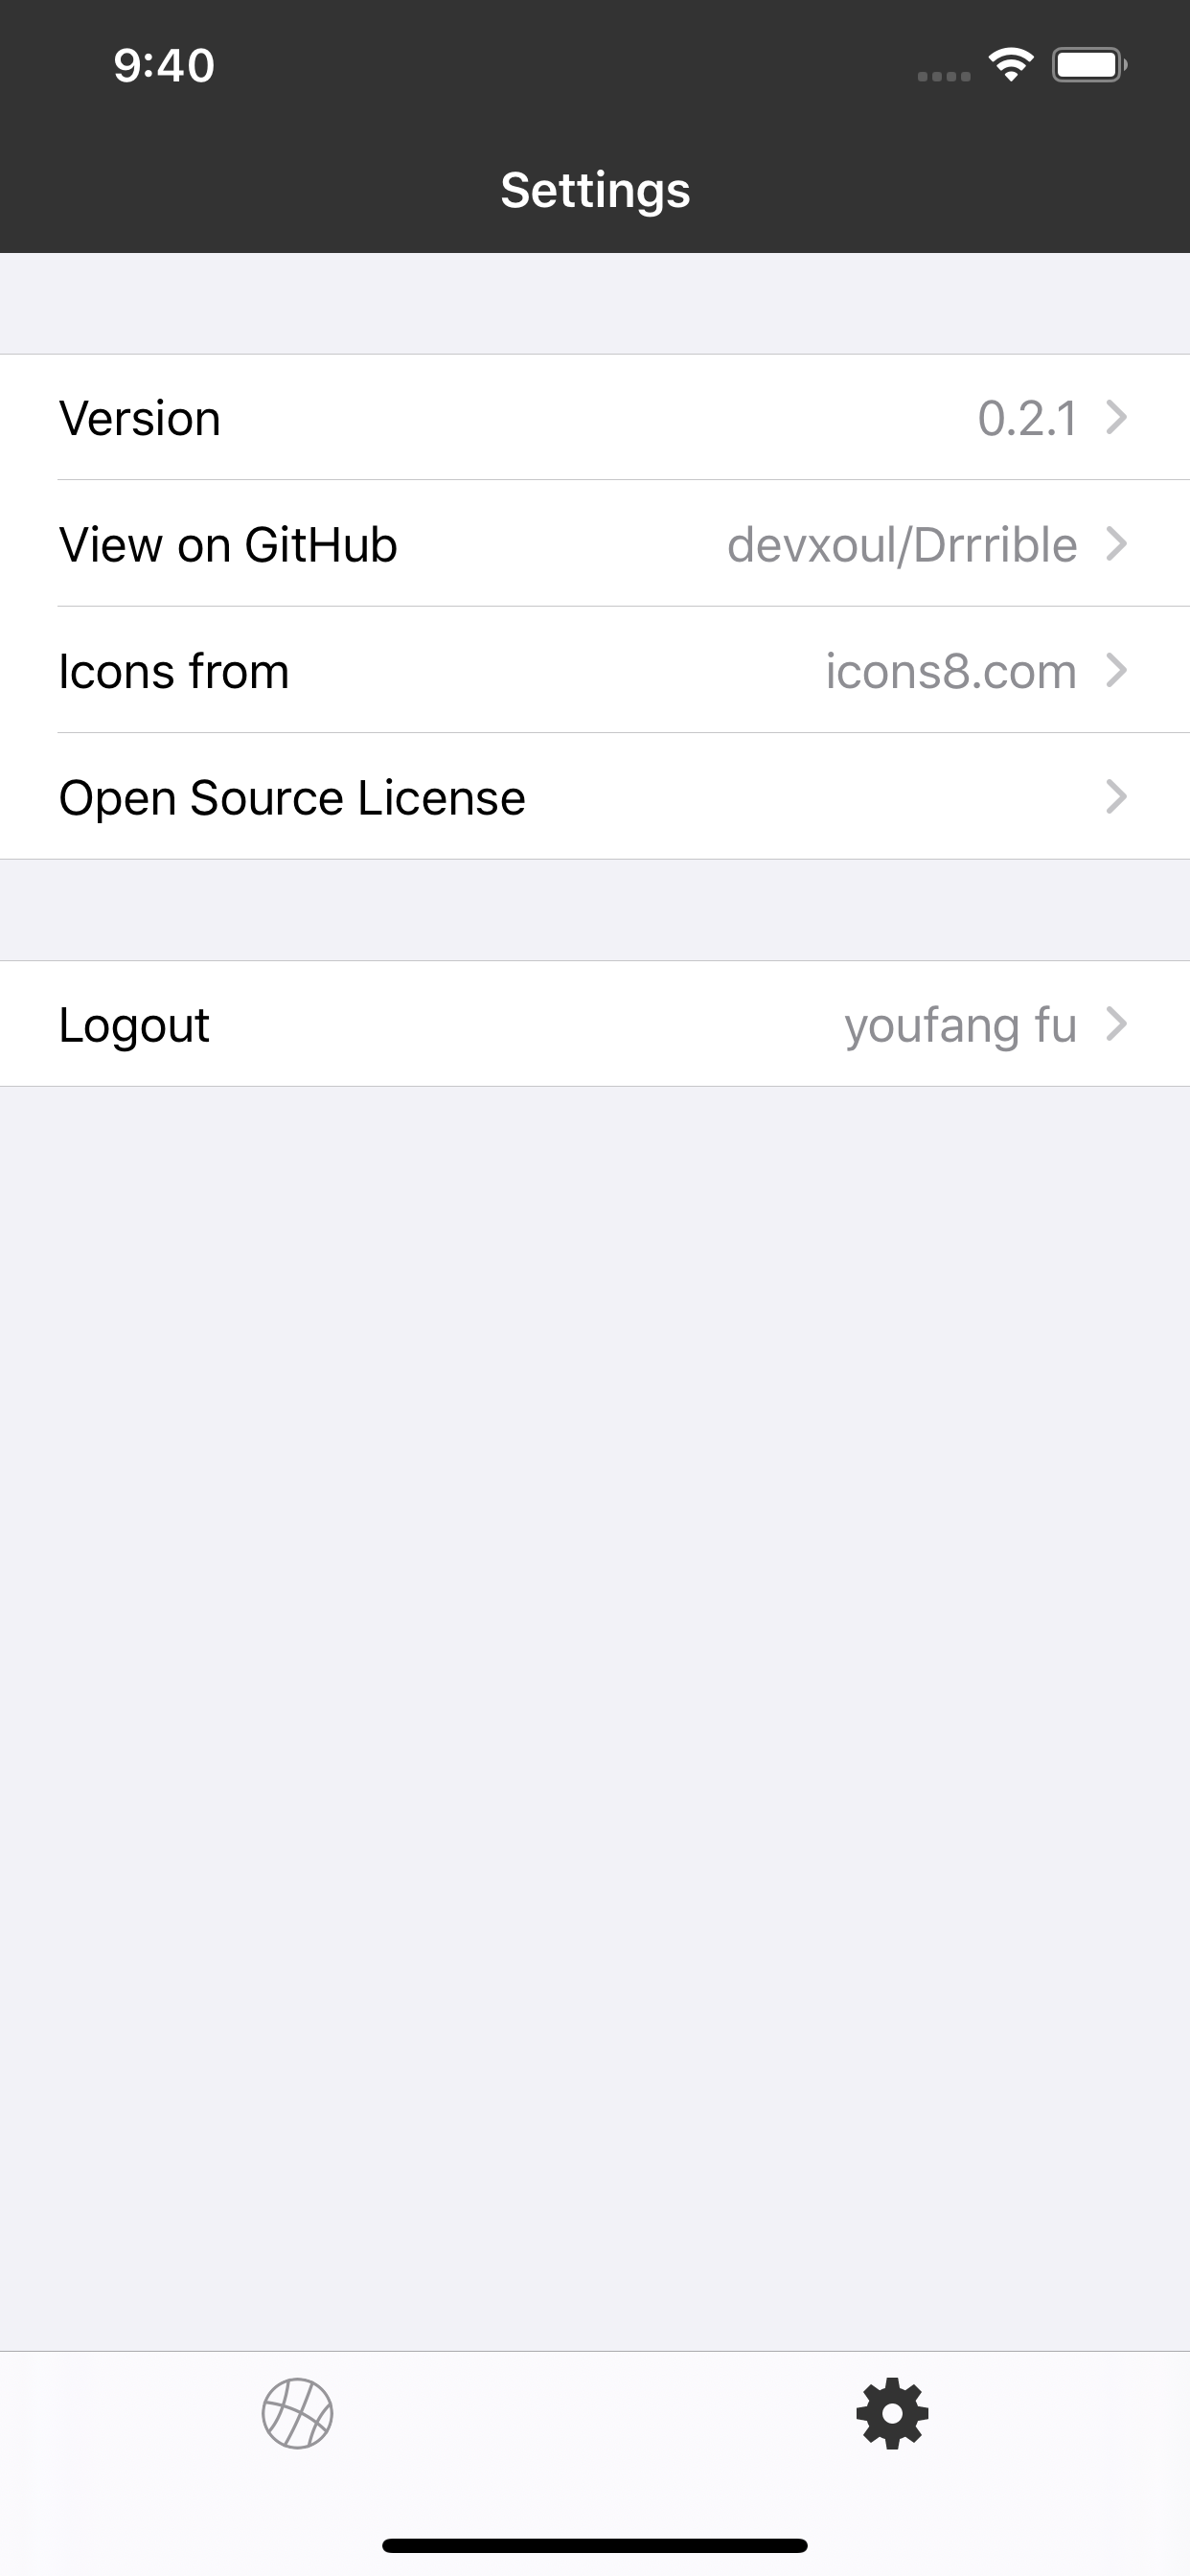 9:40
Settings
Version 0.2.1
View on GitHub devxoul/Drrrible
Icons from icons8.com
Open Source License
Logout youfang fu